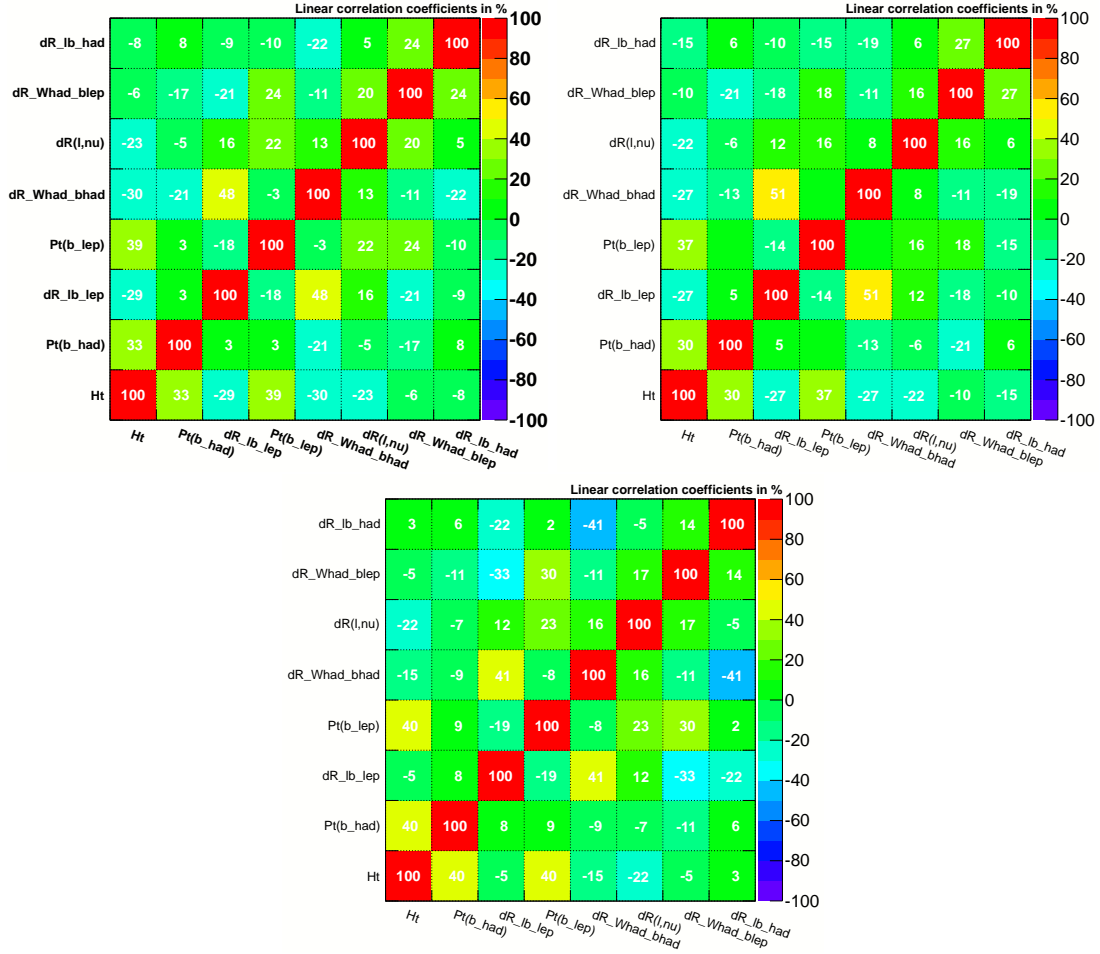 Linear correlation coefficients in %
dR_lb_had -8 8 -9 -10 -22 5 24 100
dR_Whad_blep -6 -17 -21 24 -11 20 100 24
dR(l,nu) -23 -5 16 22 13 100 20 5
dR_Whad_bhad -30 -21 48 -3 100 13 -11 -22
Pt(b_lep) 39 3 -18 100 -3 22 24 -10
dR_lb_lep -29 3 100 -18 48 16 -21 -9
Pt(b_had) 33 100 3 3 -21 -5 -17 8
Ht 100 33 -29 39 -30 -23 -6 -8
Ht Pt(b_had) dR_lb_lep Pt(b_lep) dR_Whad_bhad dR(l,nu) dR_Whad_blep dR_lb_had
100
80
60
40
20
0
-20
-40
-60
-80
-100
Linear correlation coefficients in %
dR_lb_had -15 6 -10 -15 -19 6 27 100
dR_Whad_blep -10 -21 -18 18 -11 16 100 27
dR(l,nu) -22 -6 12 16 8 100 16 6
dR_Whad_bhad -27 -13 51 100 8 -11 -19
Pt(b_lep) 37 -14 100 16 18 -15
dR_lb_lep -27 5 100 -14 51 12 -18 -10
Pt(b_had) 30 100 5 -13 -6 -21 6
Ht 100 30 -27 37 -27 -22 -10 -15
Ht Pt(b_had) dR_lb_lep Pt(b_lep) dR_Whad_bhad dR(l,nu) dR_Whad_blep dR_lb_had
100
80
60
40
20
0
-20
-40
-60
-80
-100
Linear correlation coefficients in %
dR_lb_had 3 6 -22 2 -41 -5 14 100
dR_Whad_blep -5 -11 -33 30 -11 17 100 14
dR(l,nu) -22 -7 12 23 16 100 17 -5
dR_Whad_bhad -15 -9 41 -8 100 16 -11 -41
Pt(b_lep) 40 9 -19 100 -8 23 30 2
dR_lb_lep -5 8 100 -19 41 12 -33 -22
Pt(b_had) 40 100 8 9 -9 -7 -11 6
Ht 100 40 -5 40 -15 -22 -5 3
Ht Pt(b_had) dR_lb_lep Pt(b_lep) dR_Whad_bhad dR(l,nu) dR_Whad_blep dR_lb_had
100
80
60
40
20
0
-20
-40
-60
-80
-100